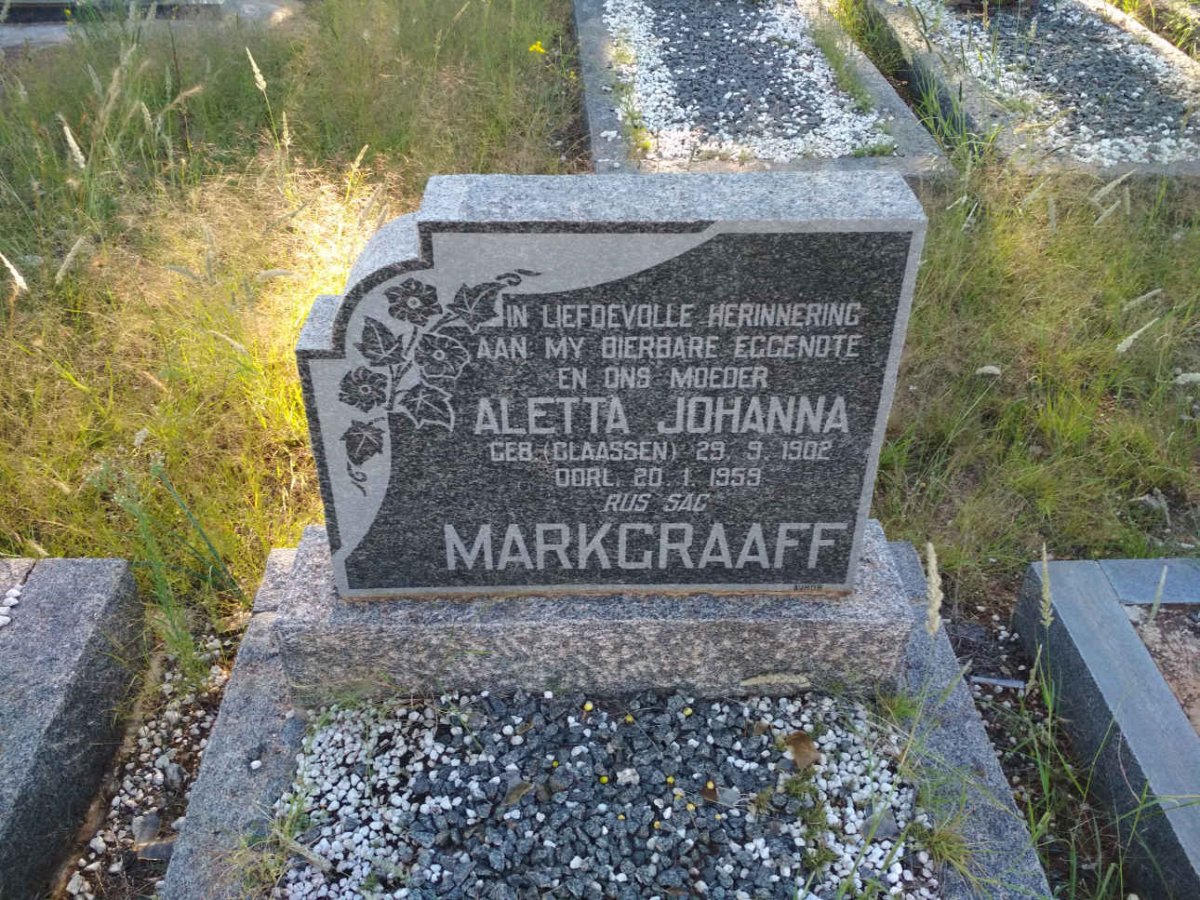 IN LIEFDEVOLLE HERINNERING
AAN MY DIERBARE EGGENOTE
EN ONS MOEDER
ALETTA JOHANNA
GEB (CLAASSEN) 29. 9. 1902
OORL. 20. 1. 1959
RUS SAG
MARKGRAAFF